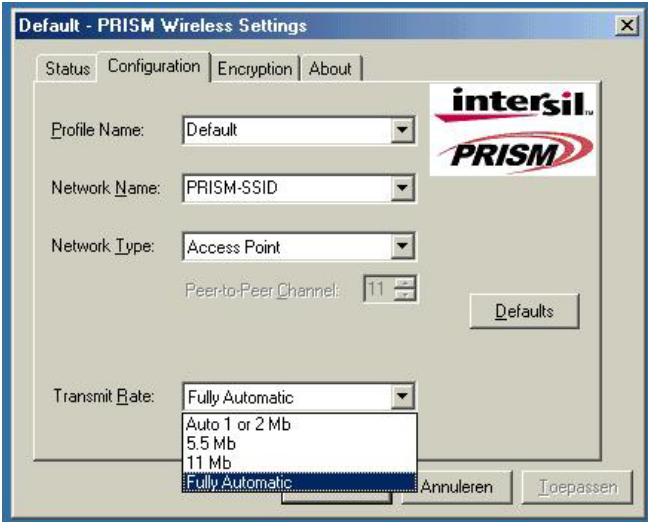 Default - PRISM Wireless Settings
Status Configuration Encryption About
intersil
PRISM
Profile Name: Default
Network Name: PRISM-SSID
Network Type: Access Point
Peer-to-Peer Channel: 11
Defaults
Transmit Rate: Fully Automatic
Auto 1 or 2 Mb
5.5 Mb
11 Mb
Fully Automatic
Annuleren Toepassen